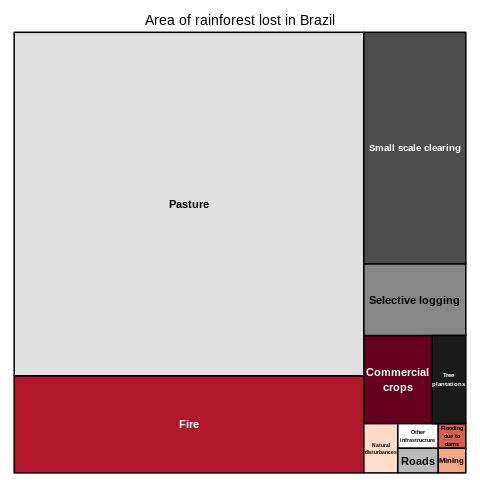 Area of rainforest lost in Brazil
Pasture
Small scale clearing
Selective logging
Commercial
crops
Tree
plantations
Fire
Natural
disturbances
Other
infrastructure
Flooding
due to
dams
Roads
Mining